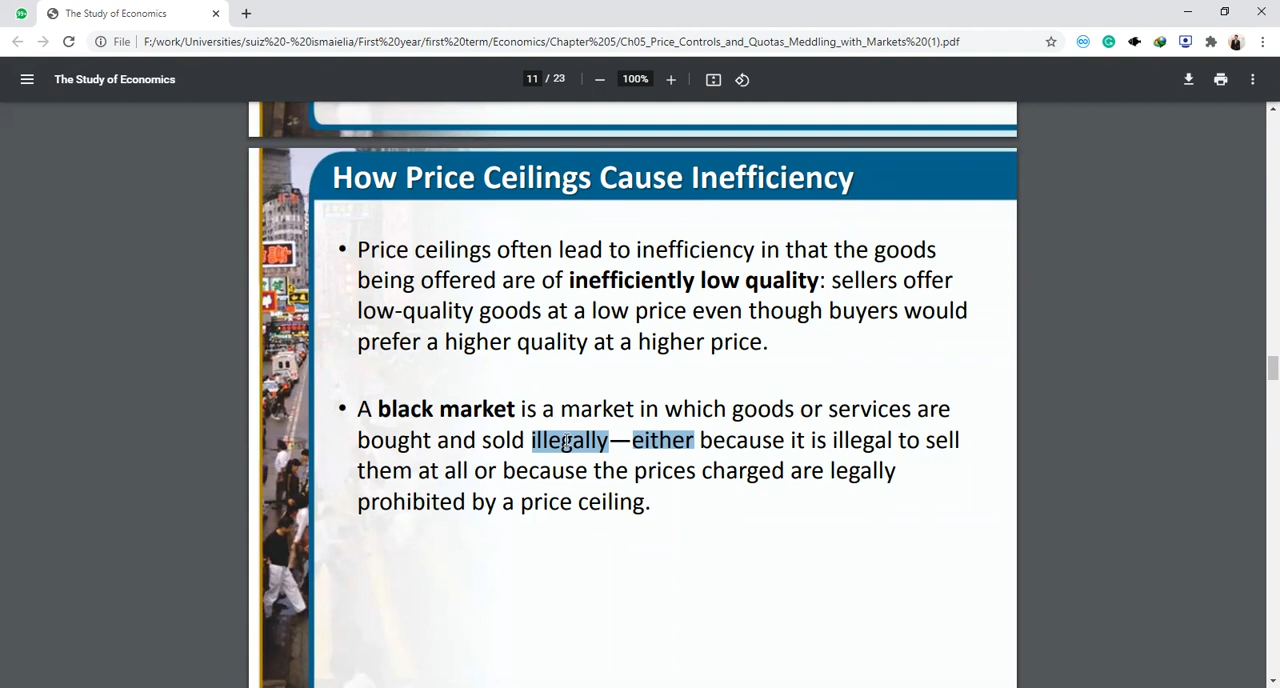 The Study of Economics
File
F:/work/Universities/suiz%20-%20ismaielia/First%20year/first%20term/Economics/Chapter%205/Ch05_Price_Controls_and_Quotas_Meddling_with_Markets%20(1).pdf
The Study of Economics
11 / 23
100%
How Price Ceilings Cause Inefficiency
• Price ceilings often lead to inefficiency in that the goods
being offered are of inefficiently low quality: sellers offer
low-quality goods at a low price even though buyers would
prefer a higher quality at a higher price.
• A black market is a market in which goods or services are
bought and sold illegally—either because it is illegal to sell
them at all or because the prices charged are legally
prohibited by a price ceiling.